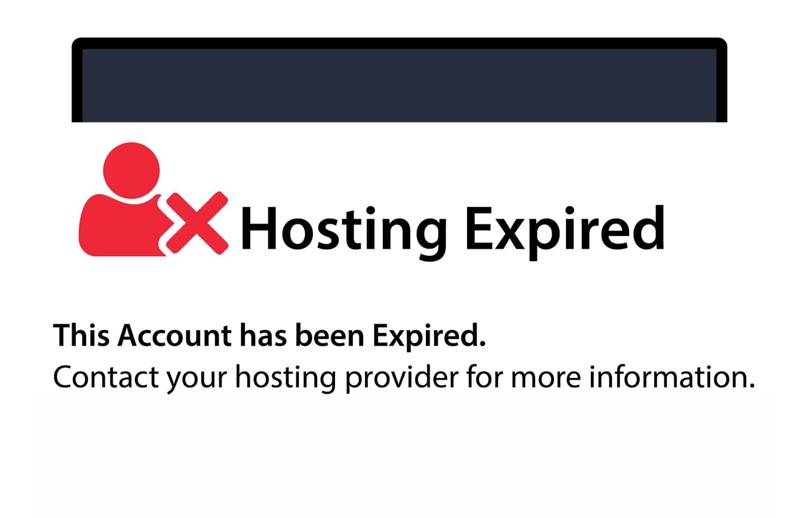 Hosting Expired
This Account has been Expired.
Contact your hosting provider for more information.